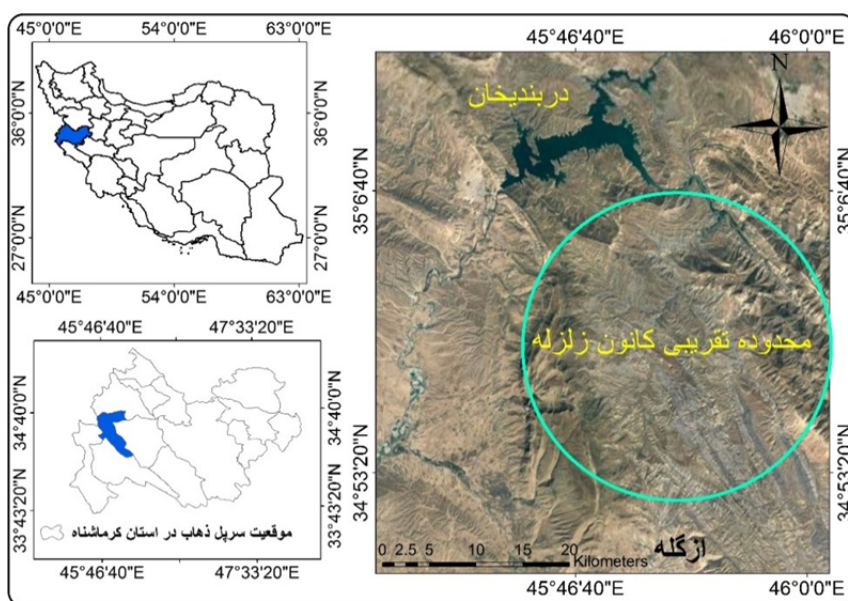 45°0'0"E 54°0'0"E 63°0'0"E
36°0'0"N 36°0'0"N
27°0'0"N 27°0'0"N
45°0'0"E 54°0'0"E 63°0'0"E
45°46'40"E 47°33'20"E
34°40'0"N 34°40'0"N
33°43'20"N 33°43'20"N
موقعیت سرپل ذهاب در استان کرماشناه
45°46'40"E 47°33'20"E
45°46'40"E 46°0'0"E
N
دربندیخان
35°6'40"N 35°6'40"N
محدوده تقریبی کانون زلزله
34°53'20"N 34°53'20"N
ازگله
0 2.5 5 10 15 20
Kilometers
45°46'40"E 46°0'0"E